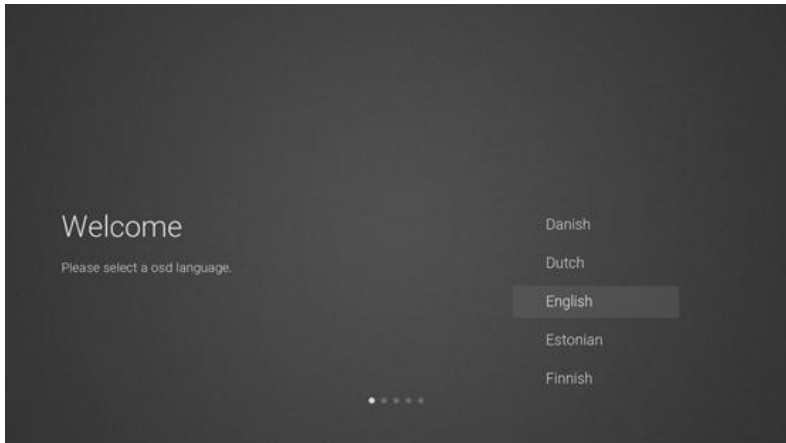 Welcome
Please select a osd language.
Danish
Dutch
English
Estonian
Finnish